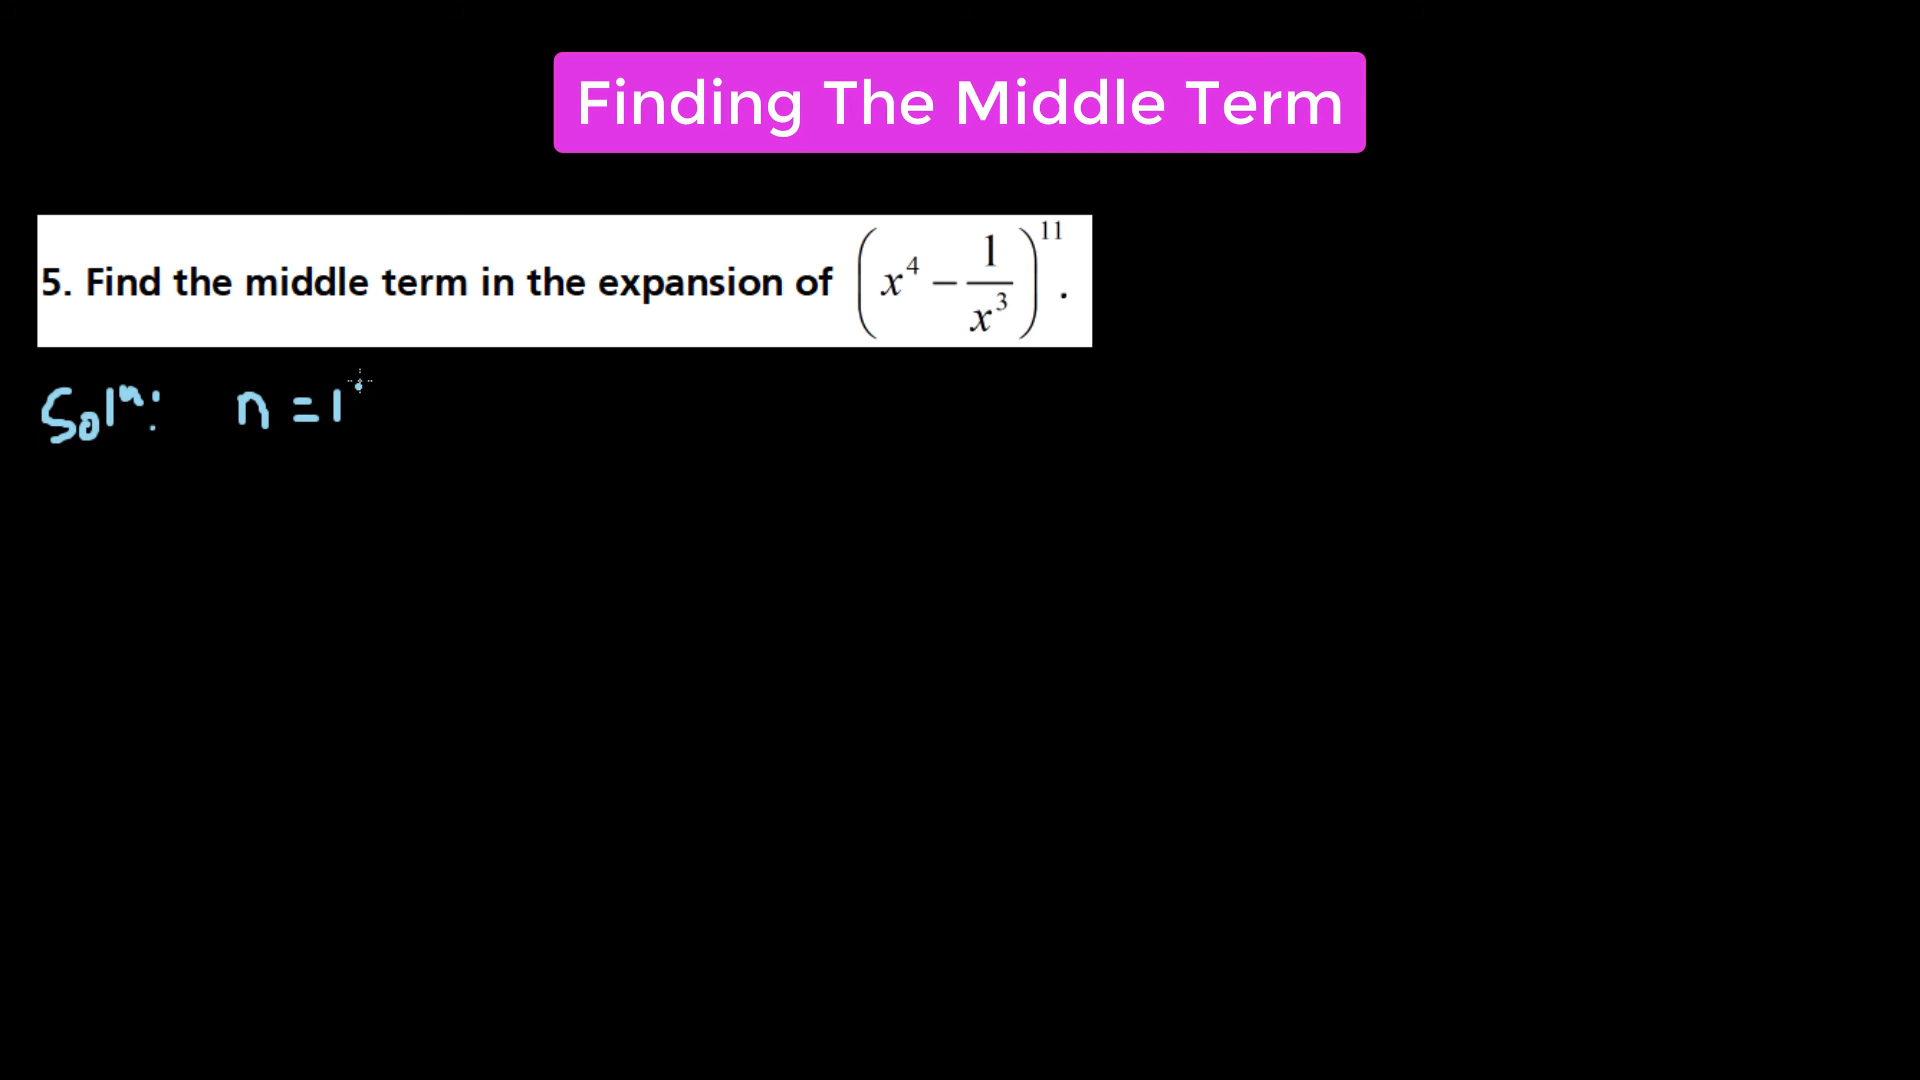 Finding The Middle Term
5. Find the middle term in the expansion of (x⁴ − 1/x³)¹¹.
Solⁿ: n = 1